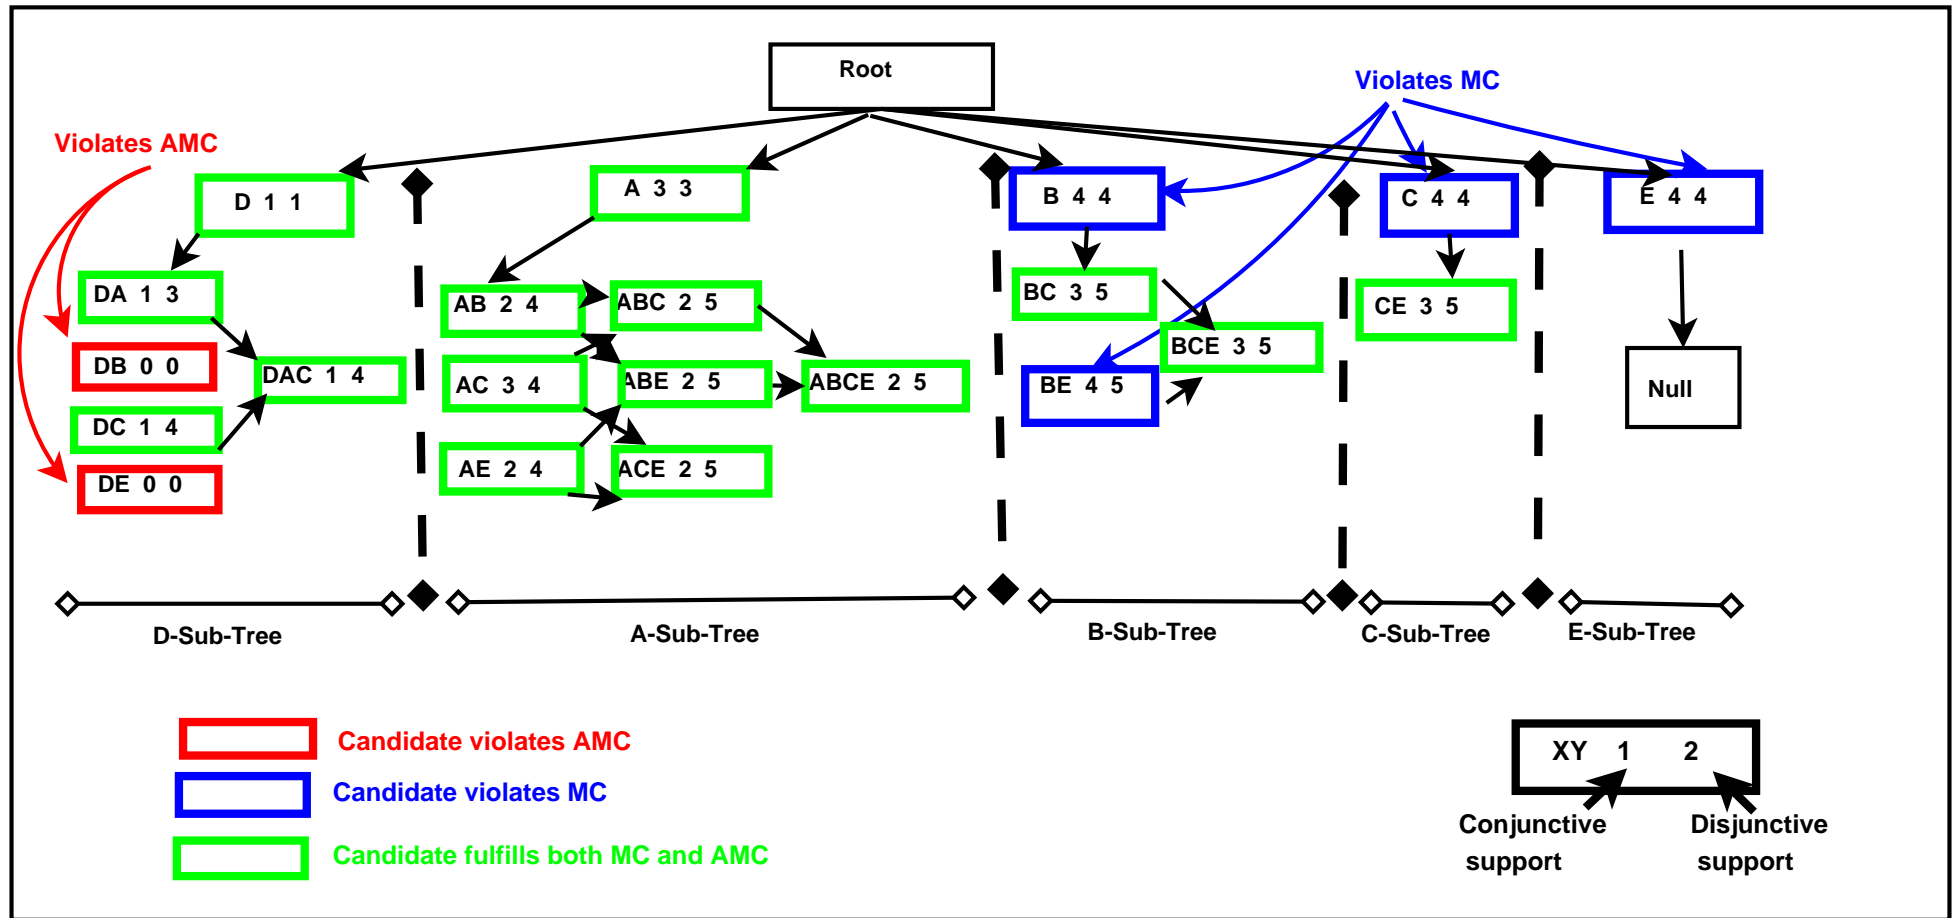 Root
Violates MC
Violates AMC
D 1 1
A 3 3
B 4 4
C 4 4
E 4 4
DA 1 3
DB 0 0
DC 1 4
DE 0 0
DAC 1 4
AB 2 4
AC 3 4
AE 2 4
ABC 2 5
ABE 2 5
ACE 2 5
ABCE 2 5
BC 3 5
BE 4 5
BCE 3 5
CE 3 5
Null
D-Sub-Tree
A-Sub-Tree
B-Sub-Tree
C-Sub-Tree
E-Sub-Tree
Candidate violates AMC
Candidate violates MC
Candidate fulfills both MC and AMC
XY 1 2
Conjunctive
support
Disjunctive
support